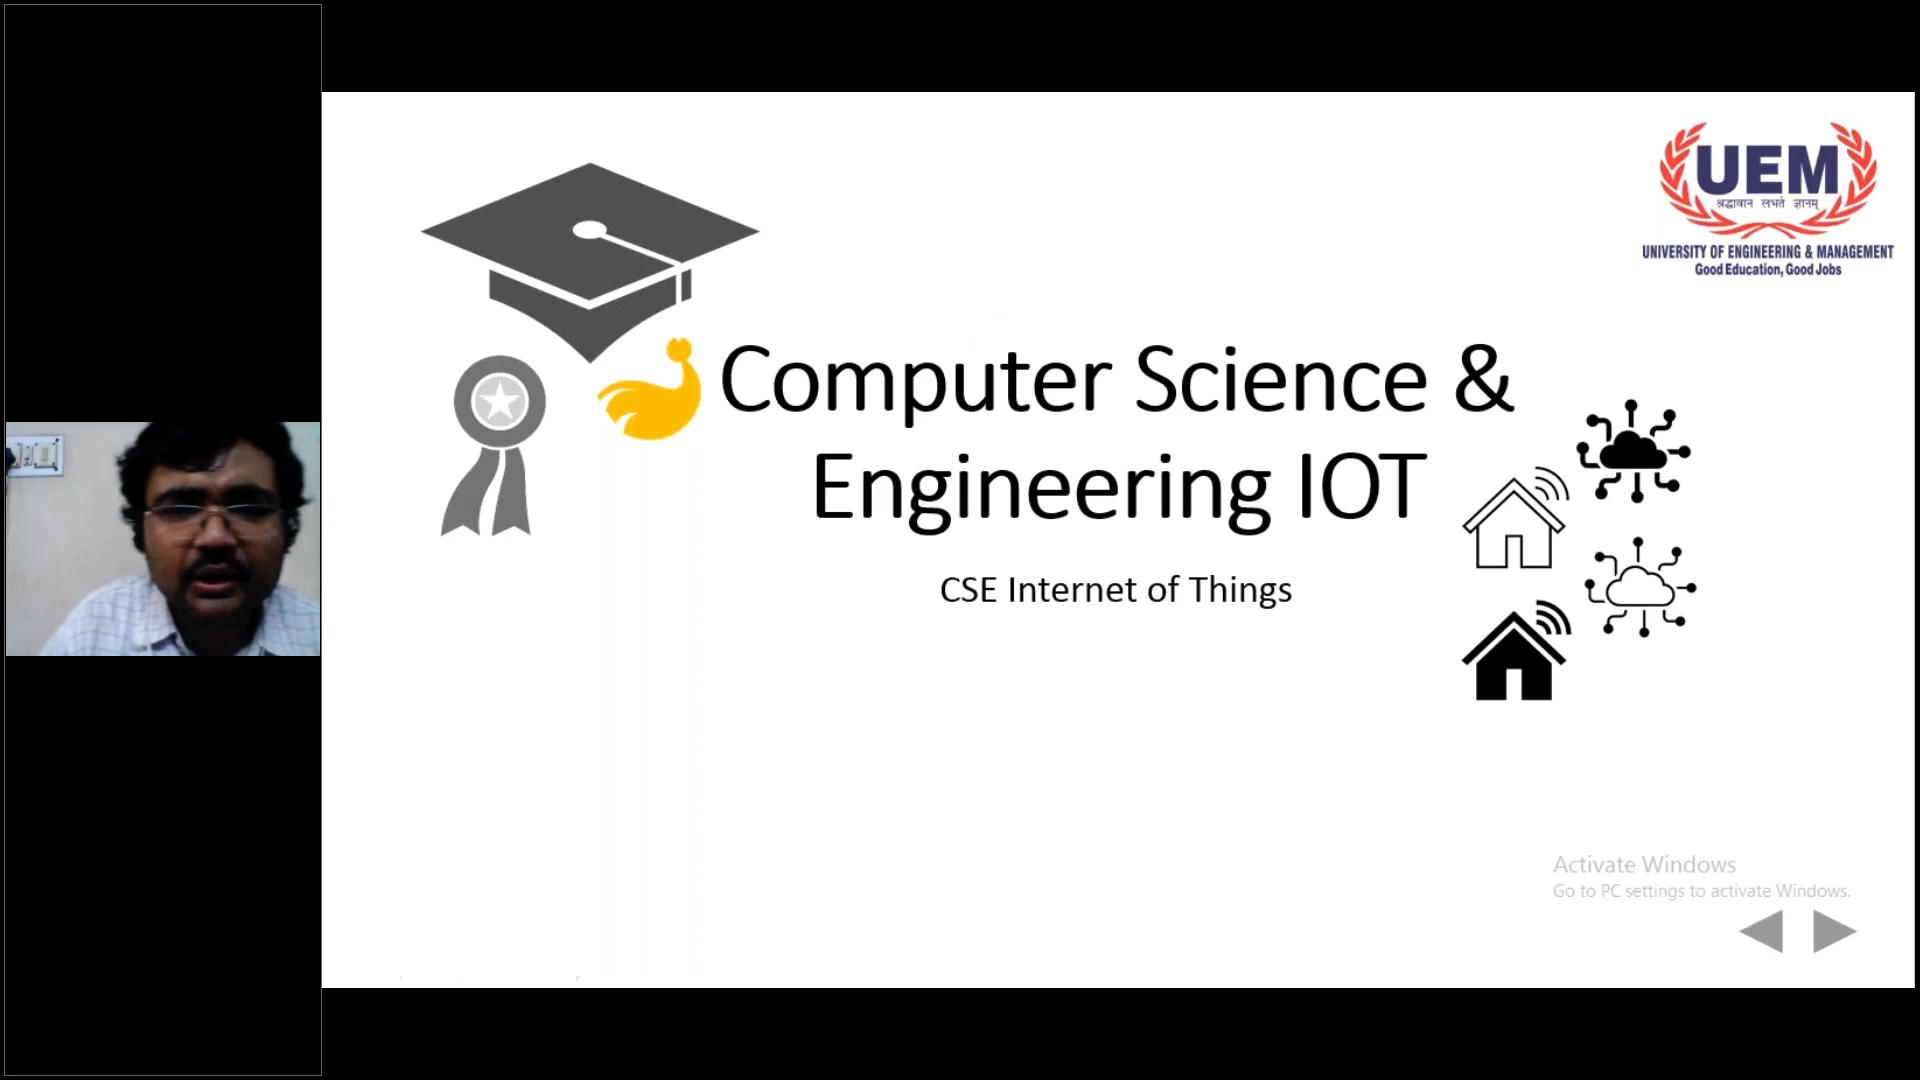 UEM
श्रद्धावान लभते ज्ञानम्
UNIVERSITY OF ENGINEERING & MANAGEMENT
Good Education, Good Jobs
Computer Science &
Engineering IOT
CSE Internet of Things
Activate Windows
Go to PC settings to activate Windows.